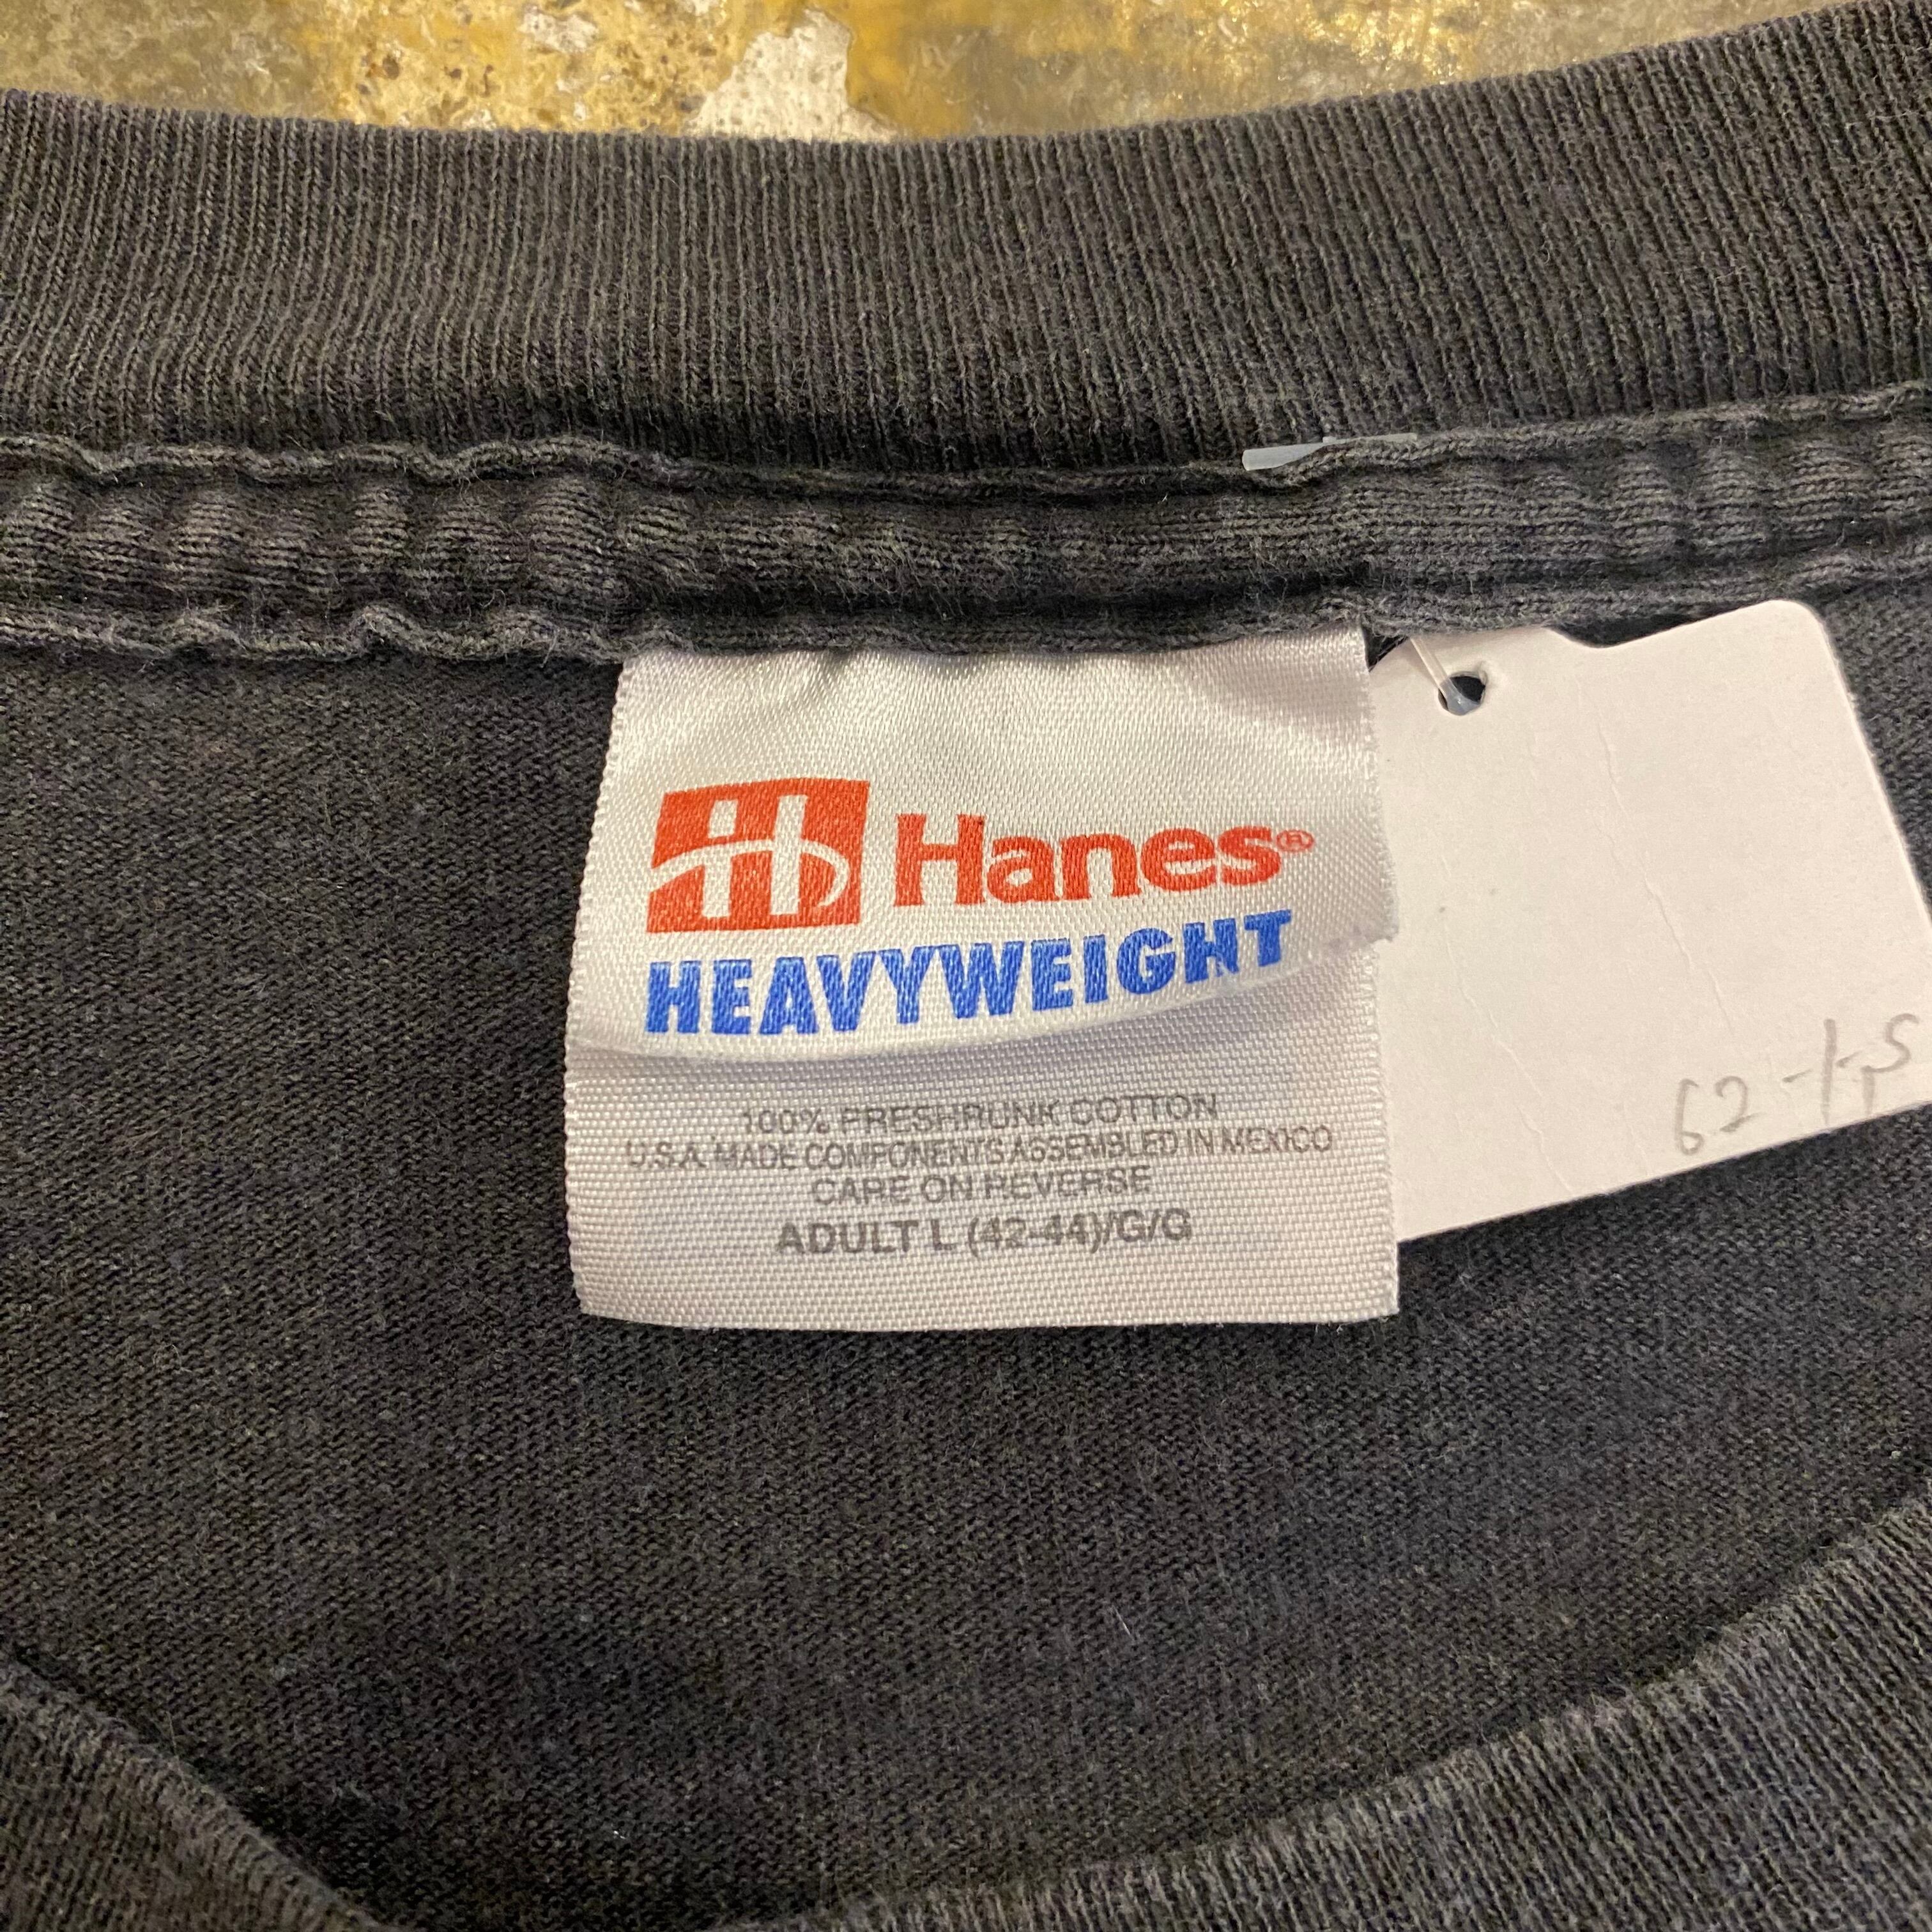 Hanes®
HEAVYWEIGHT
100% FRESHRUNK COTTON
U.S.A. MADE COMPONENTS ASSEMBLED IN MEXICO
CARE ON REVERSE
ADULT L (42-44)/G/G